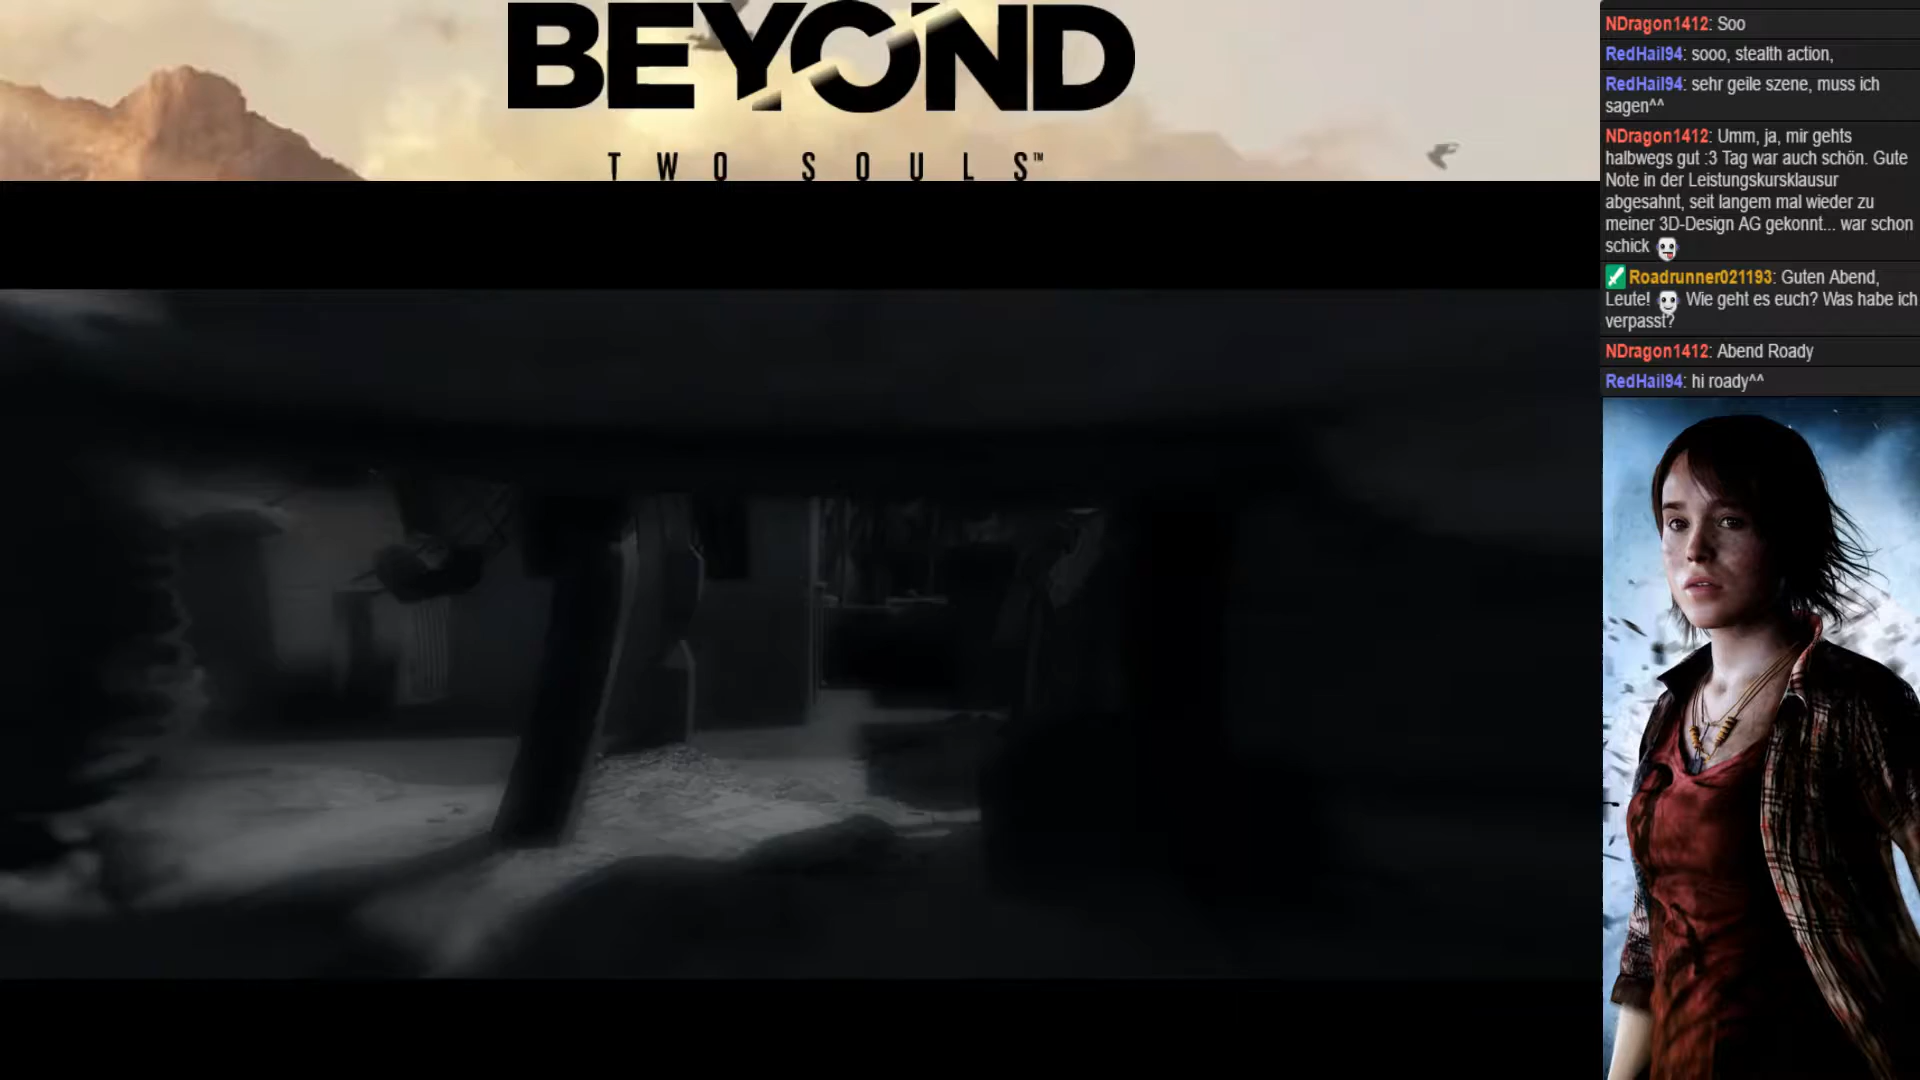 BEYOND
TWO SOULS™
NDragon1412: Soo
RedHail94: sooo, stealth action,
RedHail94: sehr geile szene, muss ich
sagen^^
NDragon1412: Umm, ja, mir gehts
halbwegs gut :3 Tag war auch schön. Gute
Note in der Leistungskursklausur
abgesahnt, seit langem mal wieder zu
meiner 3D-Design AG gekonnt... war schon
schick
Roadrunner021193: Guten Abend,
Leute! Wie geht es euch? Was habe ich
verpasst?
NDragon1412: Abend Roady
RedHail94: hi roady^^